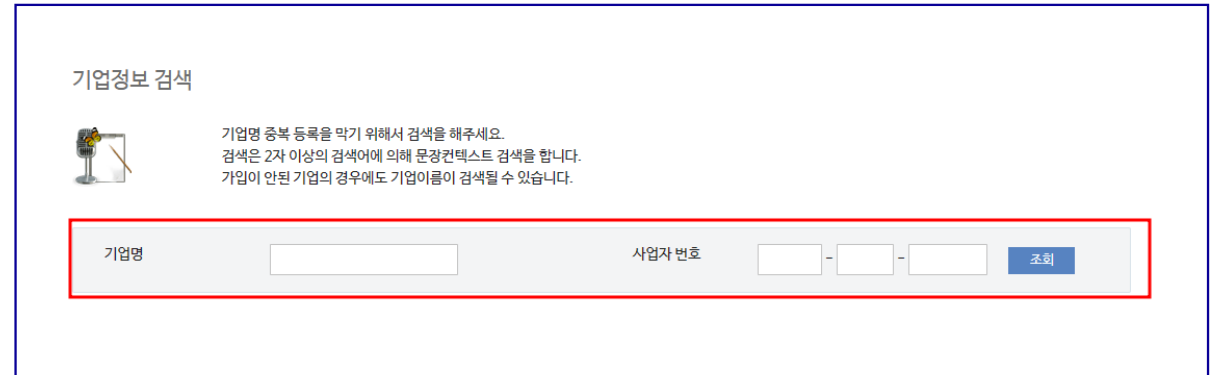 기업정보 검색
기업명 중복 등록을 막기 위해서 검색을 해주세요.
검색은 2자 이상의 검색어에 의해 문장컨텍스트 검색을 합니다.
가입이 안된 기업의 경우에도 기업이름이 검색될 수 있습니다.
기업명 사업자 번호 - - 조회